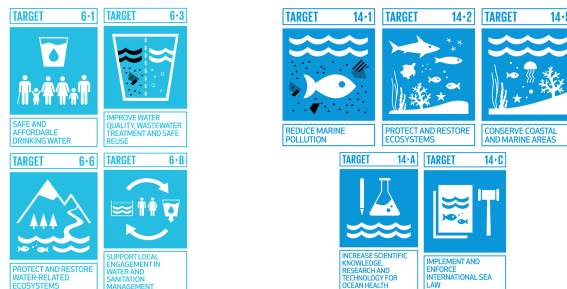 TARGET 6·1
SAFE AND
AFFORDABLE
DRINKING WATER
TARGET 6·3
IMPROVE WATER
QUALITY, WASTEWATER
TREATMENT AND SAFE
REUSE
TARGET 14·1
REDUCE MARINE
POLLUTION
TARGET 14·2
PROTECT AND RESTORE
ECOSYSTEMS
TARGET 14·5
CONSERVE COASTAL
AND MARINE AREAS
TARGET 6·6
PROTECT AND RESTORE
WATER-RELATED
ECOSYSTEMS
TARGET 6·B
SUPPORT LOCAL
ENGAGEMENT IN
WATER AND
SANITATION
MANAGEMENT
TARGET 14·A
INCREASE SCIENTIFIC
KNOWLEDGE,
RESEARCH AND
TECHNOLOGY FOR
OCEAN HEALTH
TARGET 14·C
IMPLEMENT AND
ENFORCE
INTERNATIONAL SEA
LAW